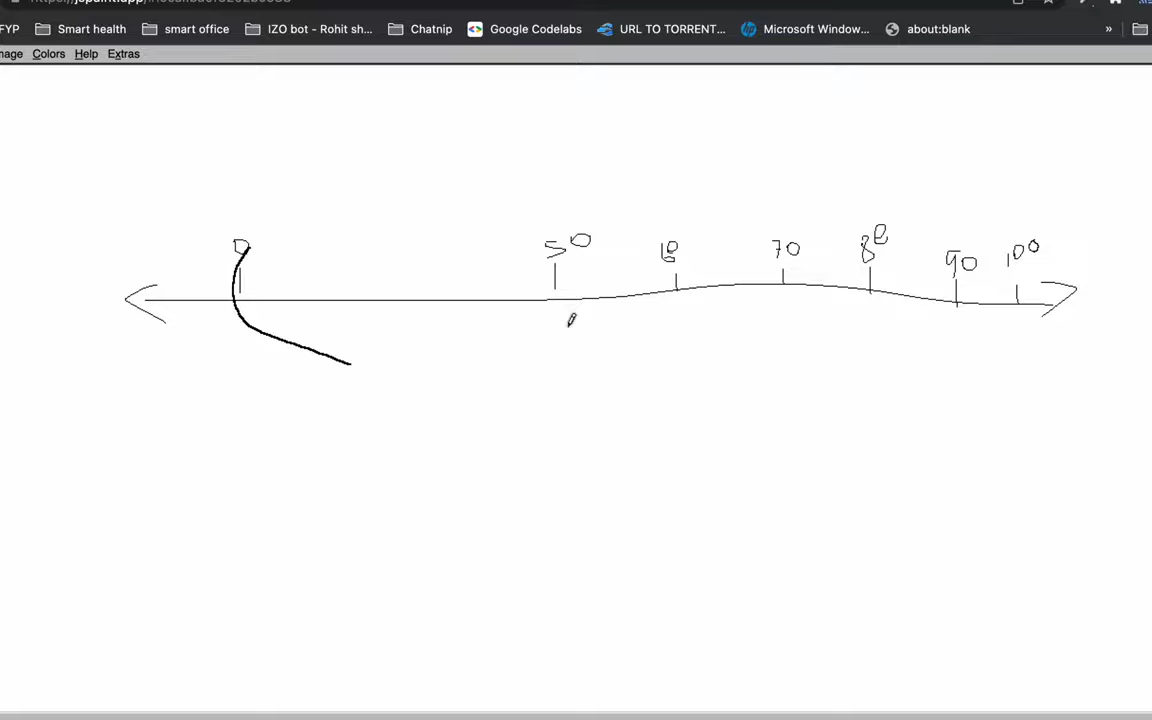 FYP Smart health smart office IZO bot - Rohit sh... Chatnip Google Codelabs URL TO TORRENT... Microsoft Window... about:blank »
mage Colors Help Extras
0 50 60 70 80 90 100